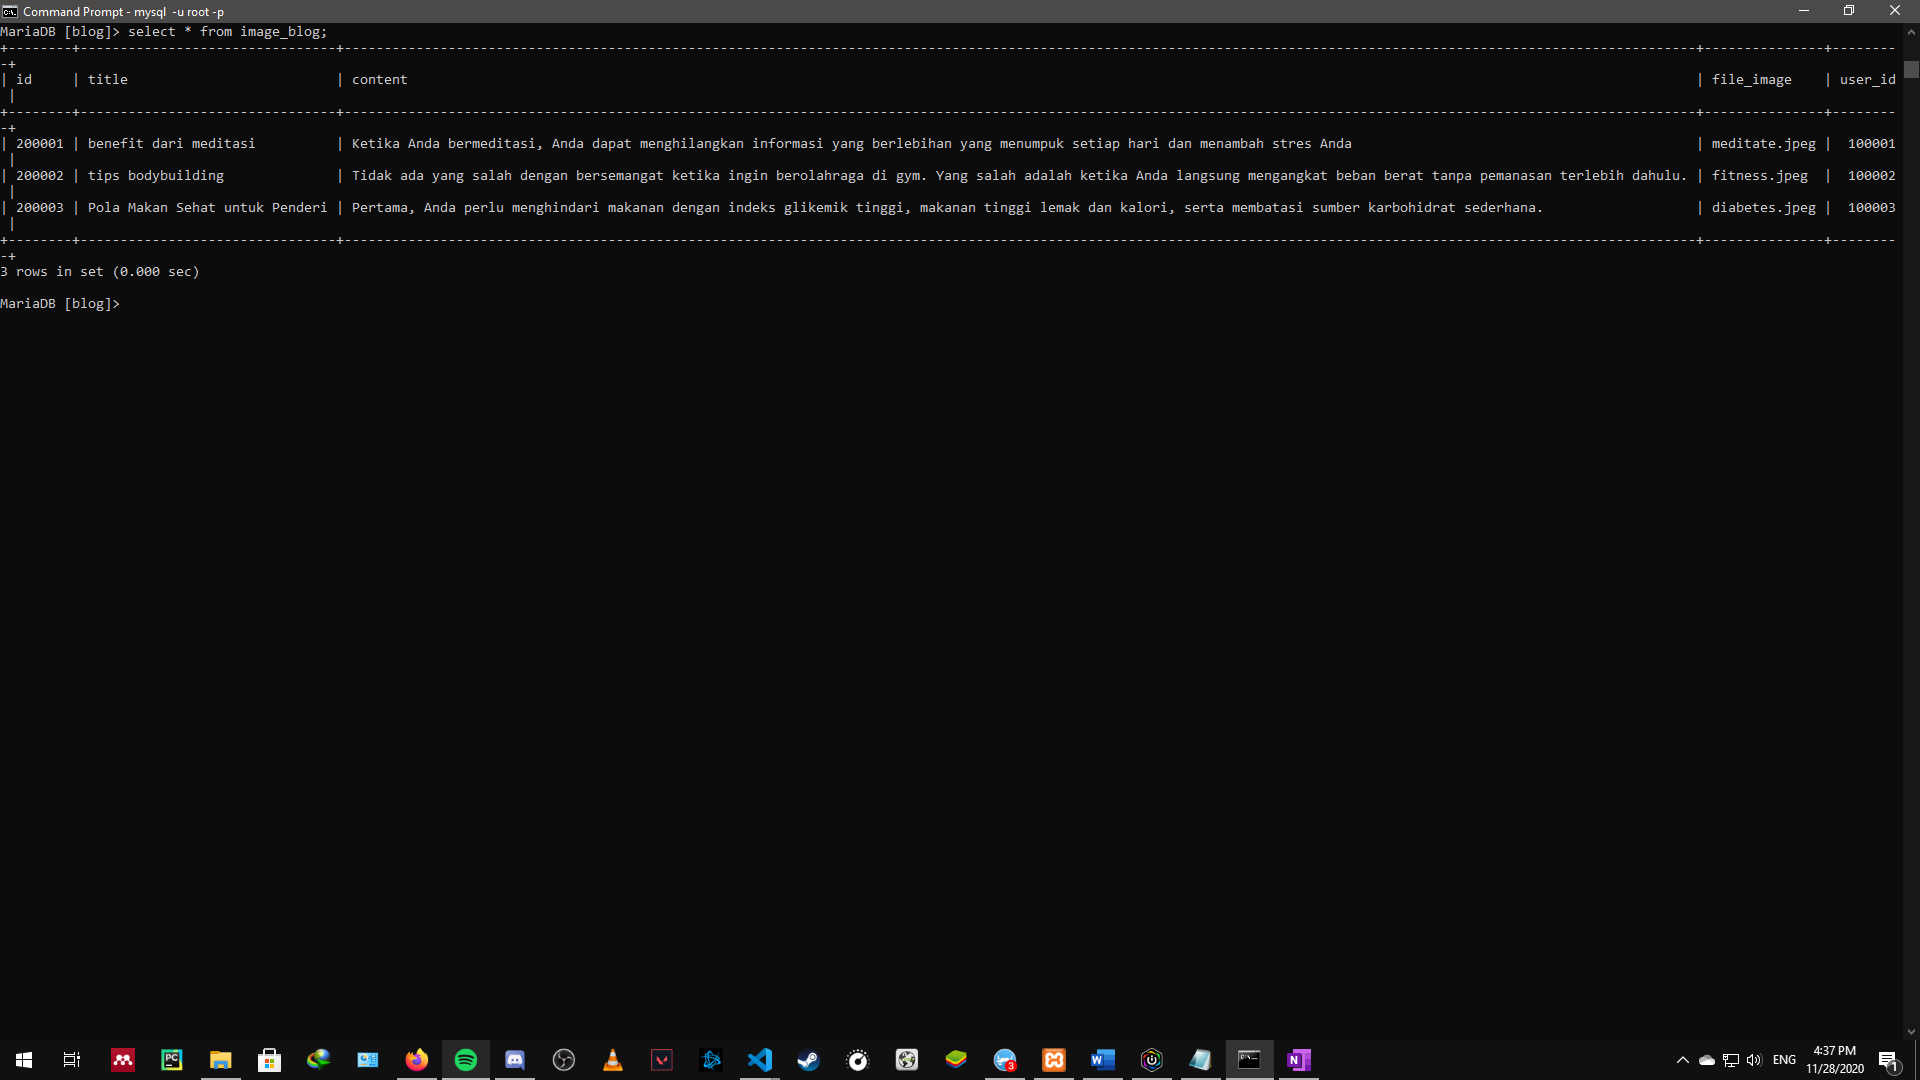 Command Prompt - mysql  -u root -p
MariaDB [blog]> select * from image_blog;
+--------+--------------------------------+-------------------------------------------------------------------------------------------------------------------------------------------------------------------------+---------------+--------
-+
| id     | title                          | content                                                                                                                                                                 | file_image    | user_id
 |
+--------+--------------------------------+-------------------------------------------------------------------------------------------------------------------------------------------------------------------------+---------------+--------
-+
| 200001 | benefit dari meditasi          | Ketika Anda bermeditasi, Anda dapat menghilangkan informasi yang berlebihan yang menumpuk setiap hari dan menambah stres Anda                                           | meditate.jpeg |  100001
 |
| 200002 | tips bodybuilding              | Tidak ada yang salah dengan bersemangat ketika ingin berolahraga di gym. Yang salah adalah ketika Anda langsung mengangkat beban berat tanpa pemanasan terlebih dahulu. | fitness.jpeg  |  100002
 |
| 200003 | Pola Makan Sehat untuk Penderi | Pertama, Anda perlu menghindari makanan dengan indeks glikemik tinggi, makanan tinggi lemak dan kalori, serta membatasi sumber karbohidrat sederhana.                   | diabetes.jpeg |  100003
 |
+--------+--------------------------------+-------------------------------------------------------------------------------------------------------------------------------------------------------------------------+---------------+--------
-+
3 rows in set (0.000 sec)
MariaDB [blog]>
PC
3
W
N
ENG
4:37 PM
11/28/2020
1